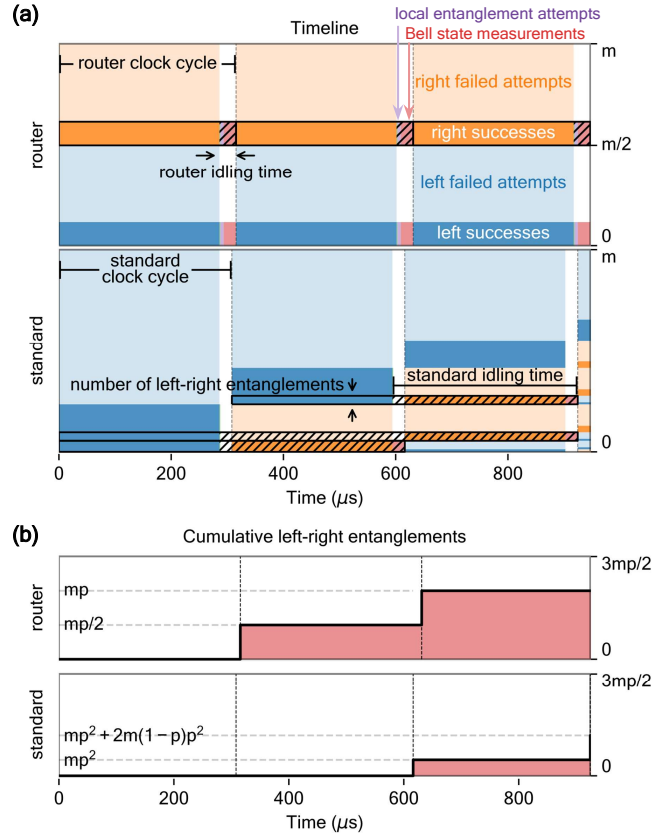 (a)
Timeline
local entanglement attempts
Bell state measurements
router clock cycle
right failed attempts
m
right successes
m/2
router
router idling time
left failed attempts
left successes
0
standard
clock cycle
m
standard
number of left-right entanglements
standard idling time
0
0 200 400 600 800
Time (μs)
(b)
Cumulative left-right entanglements
3mp/2
mp
router
mp/2
0
3mp/2
standard
mp² + 2m(1 − p)p²
mp²
0
0 200 400 600 800
Time (μs)